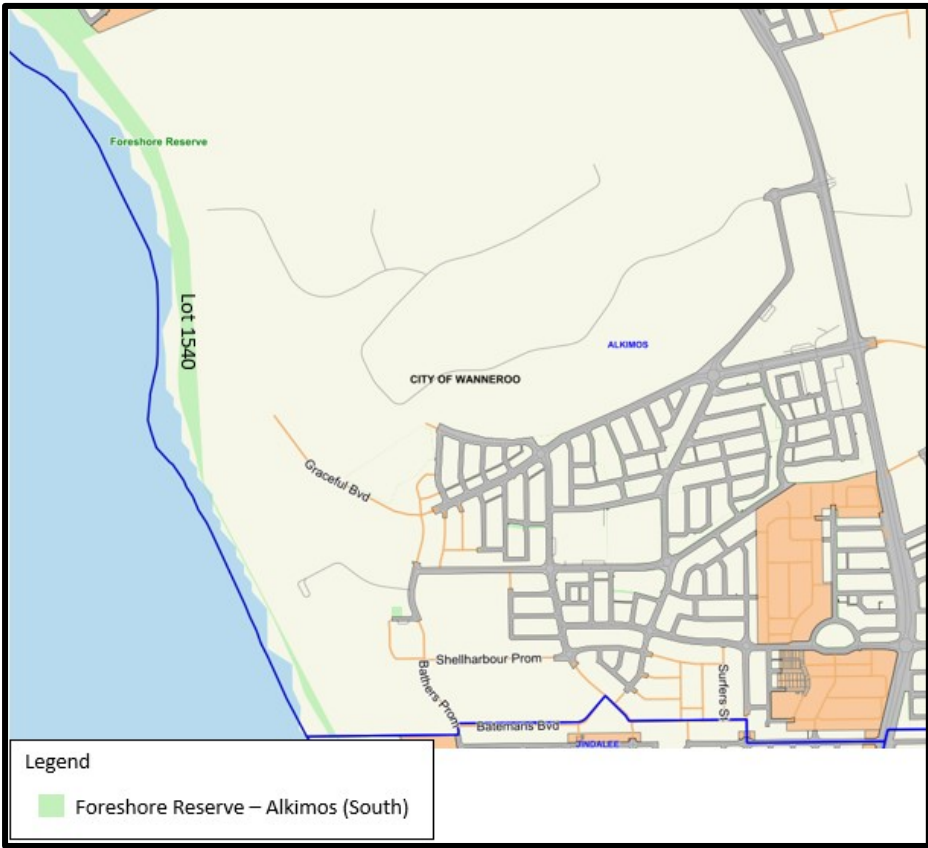 Foreshore Reserve
Lot 1540
ALKIMOS
CITY OF WANNEROO
Graceful Bvd
Shellharbour Prom
Bathers Prom
Surfers St
Batemans Bvd
JINDALEE
Legend
Foreshore Reserve – Alkimos (South)